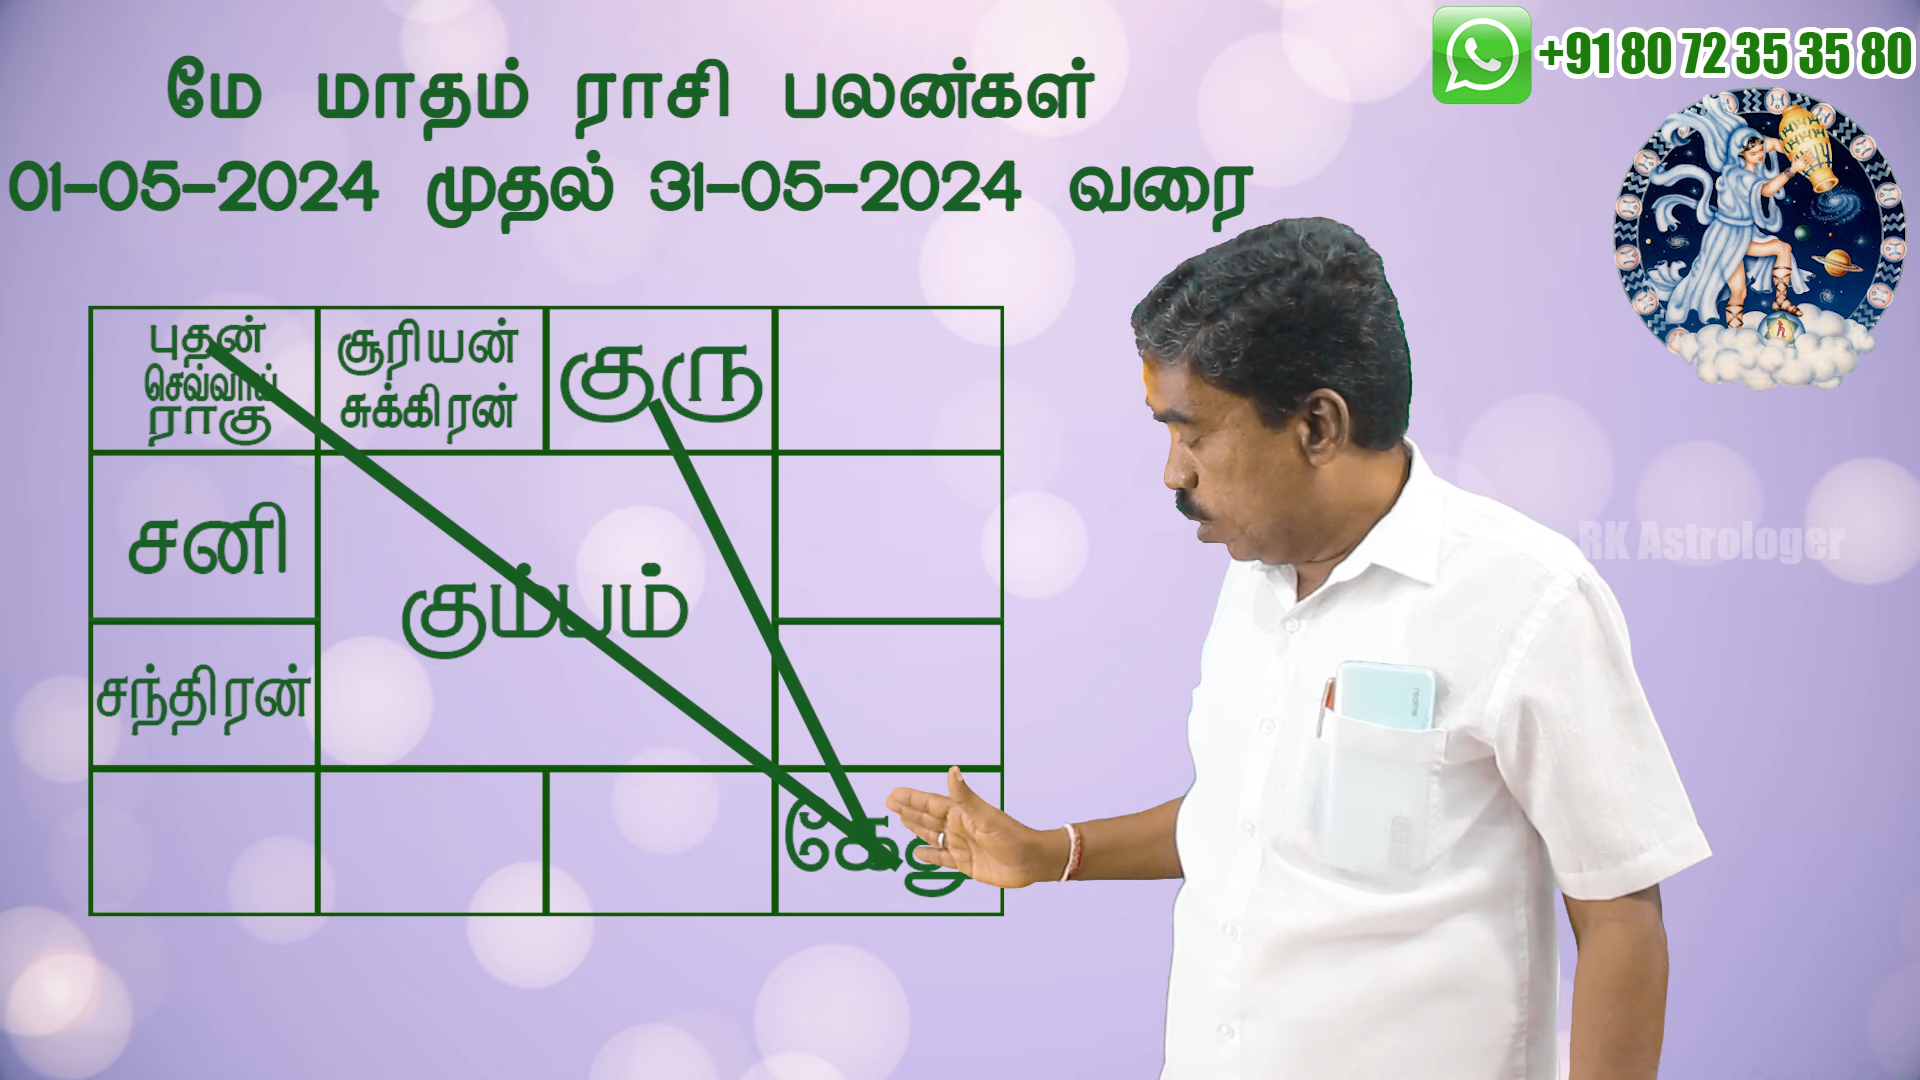 +91 80 72 35 35 80
மே மாதம் ராசி பலன்கள்
01-05-2024 முதல் 31-05-2024 வரை
புதன்
செவ்வாய்
ராகு
சூரியன்
சுக்கிரன்
குரு
சனி
கும்பம்
சந்திரன்
கேது
RK Astrologer